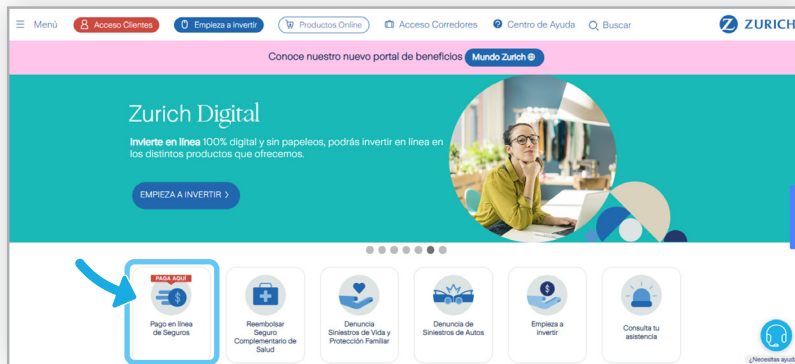 Menú
Acceso Clientes
Empieza a invertir
Productos Online
Acceso Corredores
Centro de Ayuda
Buscar
ZURICH
Conoce nuestro nuevo portal de beneficios Mundo Zurich
Zurich Digital
Invierte en línea 100% digital y sin papeleos, podrás invertir en línea en
los distintos productos que ofrecemos.
EMPIEZA A INVERTIR >
PAGA AQUÍ
Pago en línea
de Seguros
Reembolsar
Seguro
Complementario de
Salud
Denuncia
Siniestros de Vida y
Protección Familiar
Denuncia de
Siniestros de Autos
Empieza a
invertir
Consulta tu
asistencia
¿Necesitas ayud